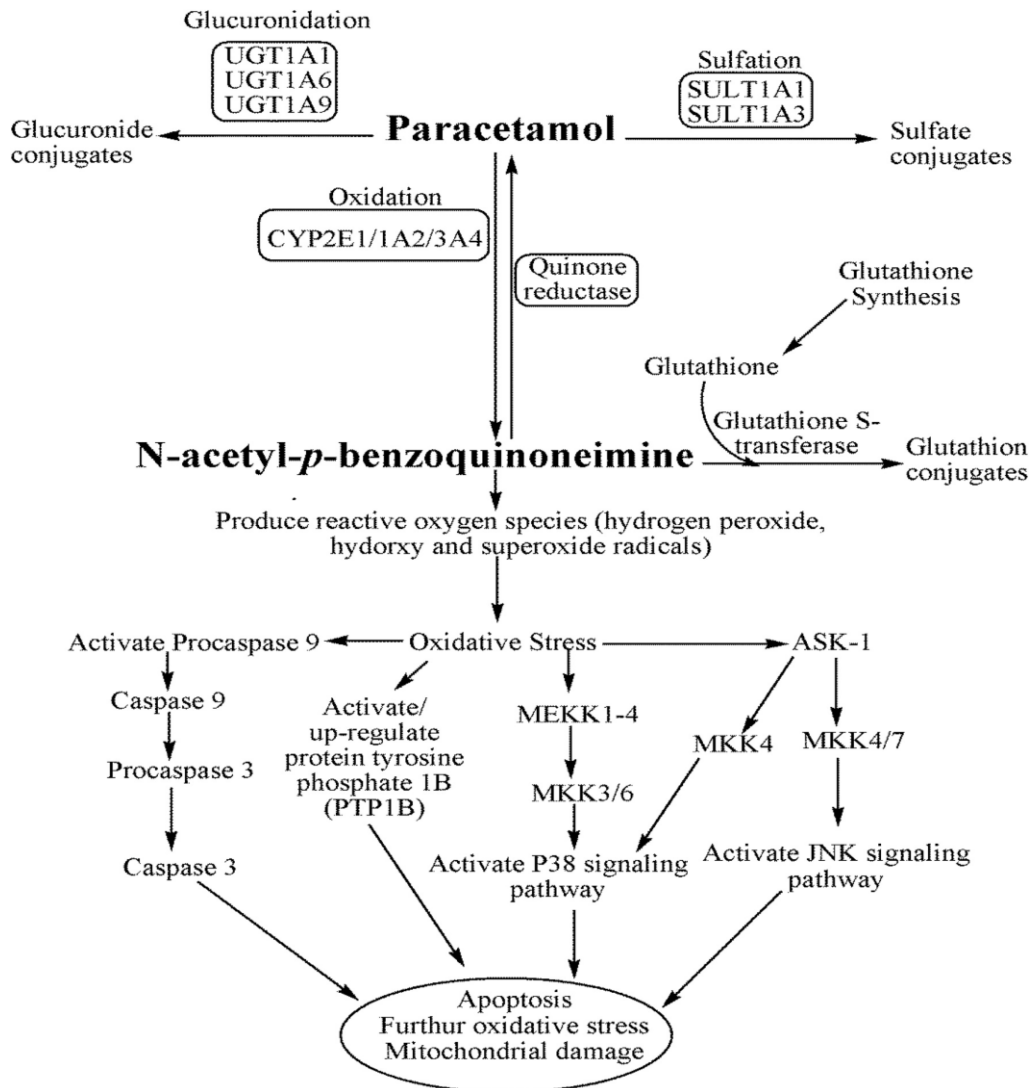 Glucuronidation
UGT1A1
UGT1A6
UGT1A9
Sulfation
SULT1A1
SULT1A3
Glucuronide
conjugates
Paracetamol
Sulfate
conjugates
Oxidation
CYP2E1/1A2/3A4
Quinone
reductase
Glutathione
Synthesis
Glutathione
Glutathione S-
transferase
N-acetyl-p-benzoquinoneimine
Glutathion
conjugates
Produce reactive oxygen species (hydrogen peroxide,
hydorxy and superoxide radicals)
Activate Procaspase 9
Oxidative Stress
ASK-1
Caspase 9
Procaspase 3
Caspase 3
Activate/
up-regulate
protein tyrosine
phosphate 1B
(PTP1B)
MEKK1-4
MKK3/6
MKK4
MKK4/7
Activate P38 signaling
pathway
Activate JNK signaling
pathway
Apoptosis
Furthur oxidative stress
Mitochondrial damage